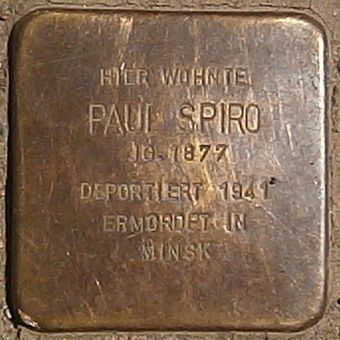 HIER WOHNTE
PAUL SPIRO
JG. 1877
DEPORTIERT 1941
ERMORDET IN
MINSK